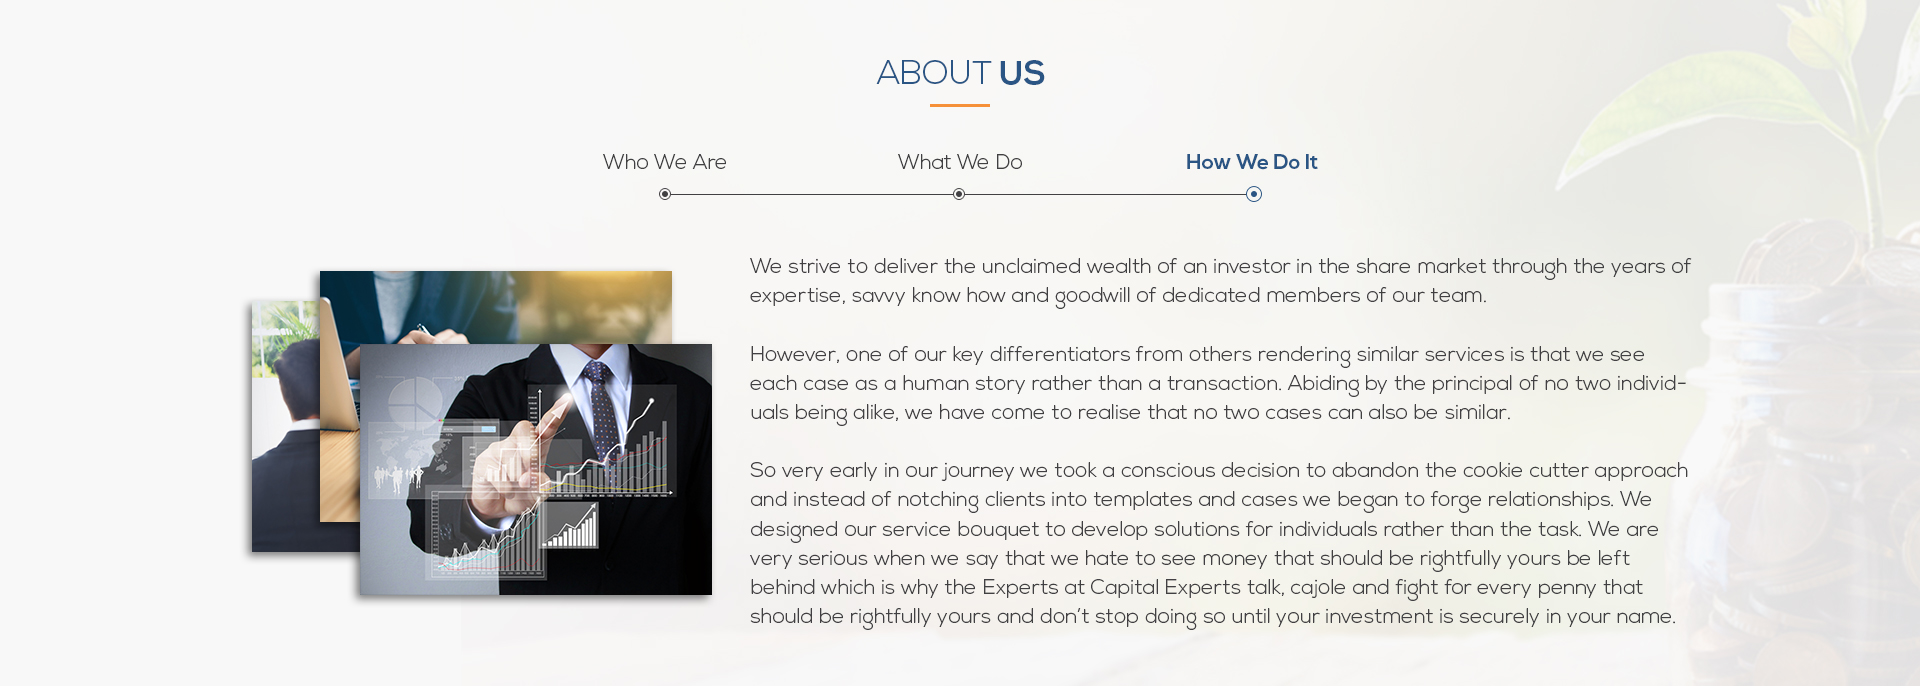 ABOUT US
Who We Are
What We Do
How We Do It
We strive to deliver the unclaimed wealth of an investor in the share market through the years of
expertise, savvy know how and goodwill of dedicated members of our team.
However, one of our key differentiators from others rendering similar services is that we see
each case as a human story rather than a transaction. Abiding by the principal of no two individ-
uals being alike, we have come to realise that no two cases can also be similar.
So very early in our journey we took a conscious decision to abandon the cookie cutter approach
and instead of notching clients into templates and cases we began to forge relationships. We
designed our service bouquet to develop solutions for individuals rather than the task. We are
very serious when we say that we hate to see money that should be rightfully yours be left
behind which is why the Experts at Capital Experts talk, cajole and fight for every penny that
should be rightfully yours and don’t stop doing so until your investment is securely in your name.